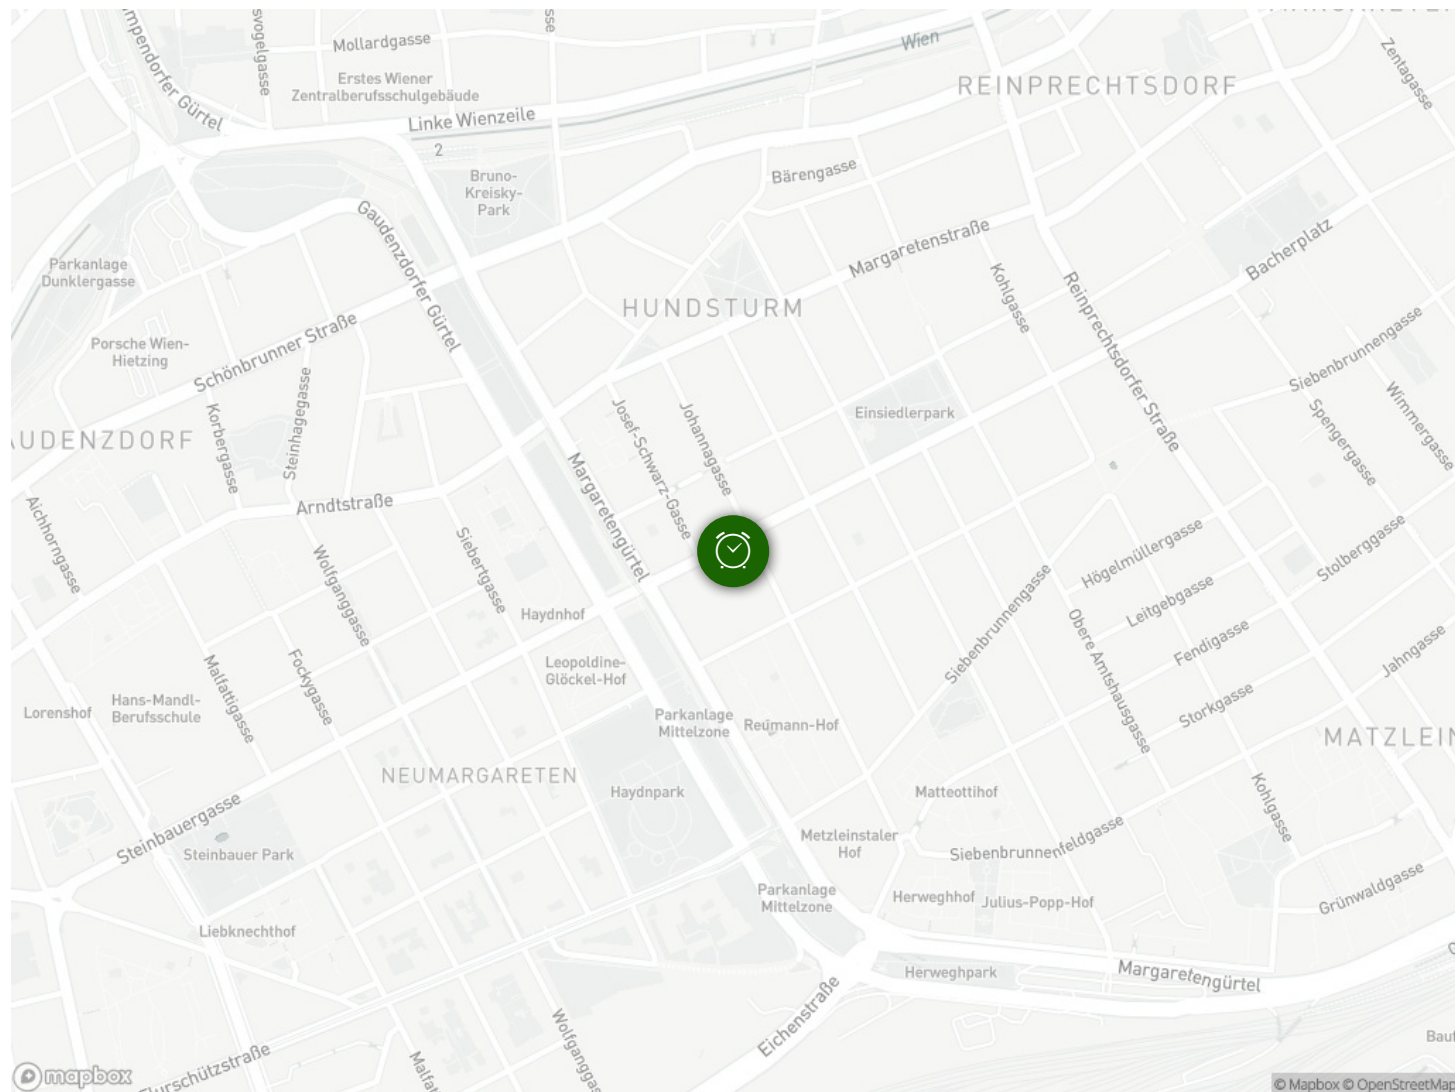 Mollardgasse
Wien
Erstes Wiener
Zentralberufsschulgebäude
REINPRECHTSDORF
Zentagasse
Linke Wienzeile
2
Bruno-
Kreisky-
Park
Bärengasse
Gaudenzdorfer Gürtel
Margaretenstraße
Bacherplatz
Parkanlage
Dunklergasse
Kohlgasse
Reinprechtsdorfer Straße
HUNDSTURM
Porsche Wien-
Hietzing
Schönbrunner Straße
Siebenbrunnengasse
Steinhagegasse
Korbergasse
Josef-Schwarz-Gasse
Johannagasse
Einsiedlerpark
Spengergasse
Wimmergasse
AUDENZDORF
Margaretengürtel
Arndtstraße
Aichhorngasse
Wolfganggasse
Siebertgasse
Högelmüllergasse
Stolberggasse
Siebenbrunnengasse
Leitgebgasse
Haydnhof
Obere Amtshausgasse
Fendigasse
Jahngasse
Fockygasse
Malfattigasse
Leopoldine-
Glöckel-Hof
Hans-Mandl-
Berufsschule
Lorenshof
Storkgasse
Parkanlage
Mittelzone
Reumann-Hof
MATZLEIN
NEUMARGARETEN
Haydnpark
Matteottihof
Kohlgasse
Steinbauergasse
Steinbauer Park
Metzleinstaler
Hof
Siebenbrunnenfeldgasse
Parkanlage
Mittelzone
Herweghhof
Julius-Popp-Hof
Grünwaldgasse
Liebknechthof
Herweghpark
Margaretengürtel
Eichenstraße
Wolfgangga
Malfat
mapbox
© Mapbox © OpenStreetMap